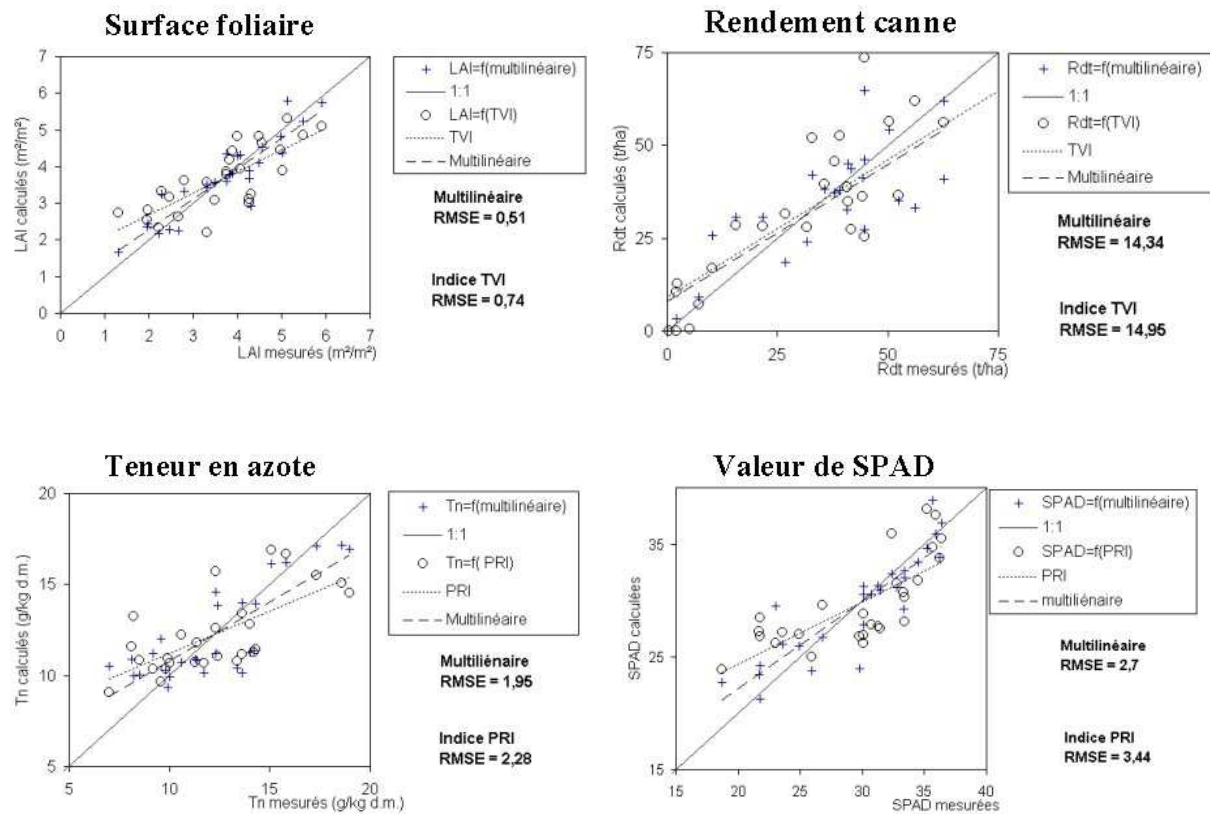 Surface foliaire
7
6
5
4
3
2
1
0
LAI calculés (m²/m²)
0 1 2 3 4 5 6 7
LAI mesurés (m²/m²)
LAI=f(multilinéaire)
1:1
LAI=f(TVI)
TVI
Multilinéaire
Multilinéaire
RMSE = 0,51
Indice TVI
RMSE = 0,74
Rendement canne
75
50
25
0
Rdt calculés (t/ha)
0 25 50 75
Rdt mesurés (t/ha)
Rdt=f(multilinéaire)
1:1
Rdt=f(TVI)
TVI
Multilinéaire
Multilinéaire
RMSE = 14,34
Indice TVI
RMSE = 14,95
Teneur en azote
20
15
10
5
Tn calculés (g/kg d.m.)
5 10 15 20
Tn mesurés (g/kg d.m.)
Tn=f(multilinéaire)
1:1
Tn=f( PRI)
PRI
Multilinéaire
Multiliénaire
RMSE = 1,95
Indice PRI
RMSE = 2,28
Valeur de SPAD
35
25
15
SPAD calculées
15 20 25 30 35 40
SPAD mesurées
SPAD=f(multilinéaire)
1:1
SPAD=f(PRI)
PRI
multiliénaire
Multilinéaire
RMSE = 2,7
Indice PRI
RMSE = 3,44